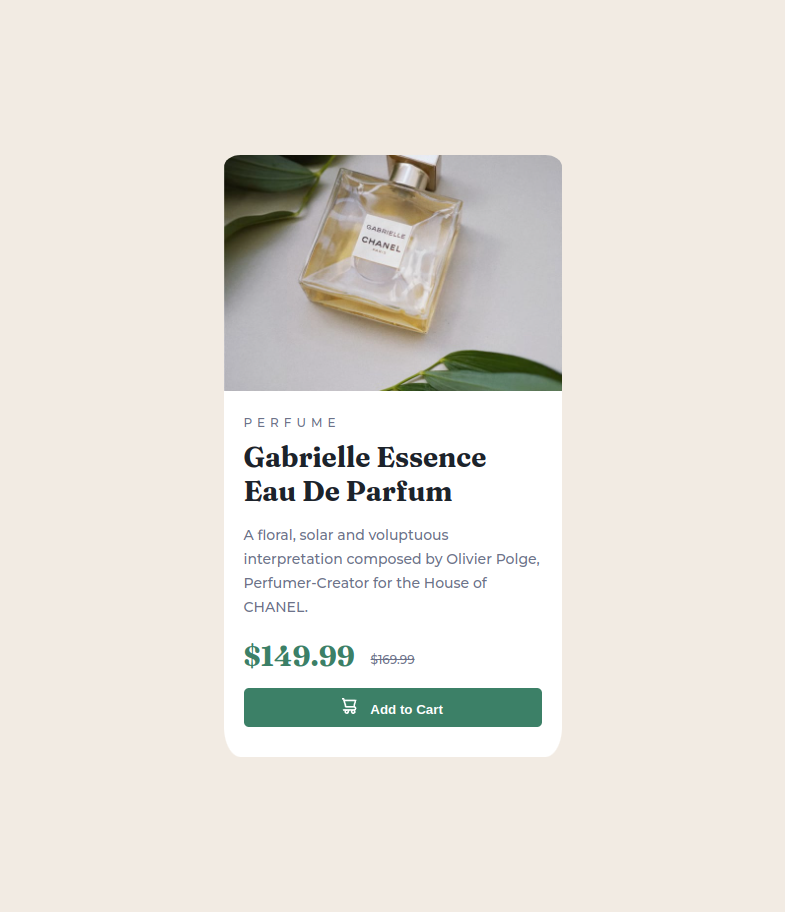 GABRIELLE
CHANEL
PARIS
PERFUME
Gabrielle Essence
Eau De Parfum
A floral, solar and voluptuous
interpretation composed by Olivier Polge,
Perfumer-Creator for the House of
CHANEL.
$149.99 $169.99
Add to Cart